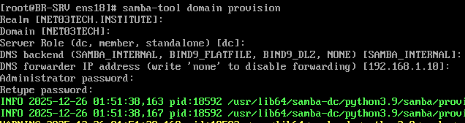 [root@BR-SRV ens18]# samba-tool domain provision
Realm [NET03TECH.INSTITUTE]:
Domain [NET03TECH]:
Server Role (dc, member, standalone) [dc]:
DNS backend (SAMBA_INTERNAL, BIND9_FLATFILE, BIND9_DLZ, NONE) [SAMBA_INTERNAL]:
DNS forwarder IP address (write 'none' to disable forwarding) [192.168.1.10]:
Administrator password:
Retype password:
INFO 2025-12-26 01:51:38,163 pid:18592 /usr/lib64/samba-dc/python3.9/samba/provi
INFO 2025-12-26 01:51:38,167 pid:18592 /usr/lib64/samba-dc/python3.9/samba/provi